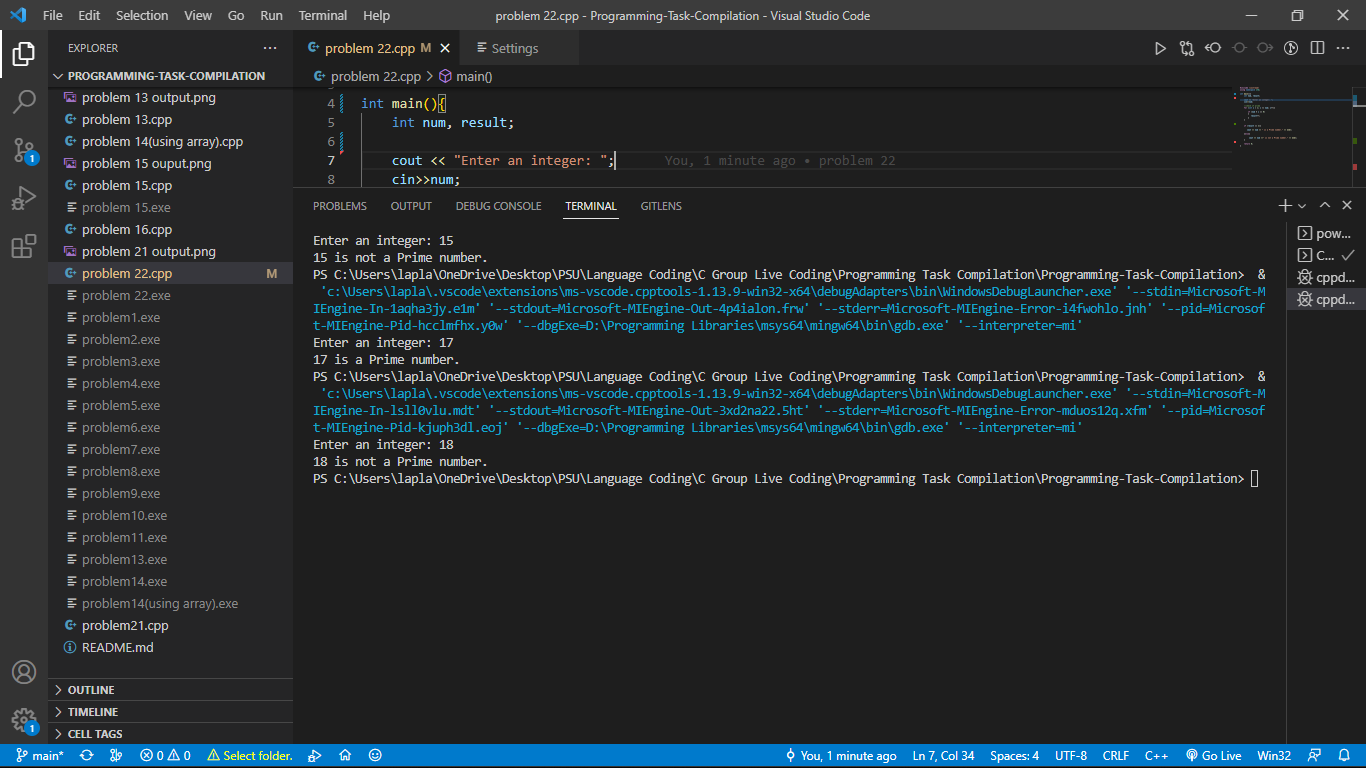 File Edit Selection View Go Run Terminal Help problem 22.cpp - Programming-Task-Compilation - Visual Studio Code
EXPLORER
PROGRAMMING-TASK-COMPILATION
problem 13 output.png
problem 13.cpp
problem 14(using array).cpp
problem 15 ouput.png
problem 15.cpp
problem 15.exe
problem 16.cpp
problem 21 output.png
problem 22.cpp M
problem 22.exe
problem1.exe
problem2.exe
problem3.exe
problem4.exe
problem5.exe
problem6.exe
problem7.exe
problem8.exe
problem9.exe
problem10.exe
problem11.exe
problem13.exe
problem14.exe
problem14(using array).exe
problem21.cpp
README.md
OUTLINE
TIMELINE
CELL TAGS
1
1
problem 22.cpp M Settings
problem 22.cpp > main()
4 int main(){
5 int num, result;
6
7 cout << "Enter an integer: "; You, 1 minute ago • problem 22
8 cin>>num;
PROBLEMS OUTPUT DEBUG CONSOLE TERMINAL GITLENS
Enter an integer: 15
15 is not a Prime number.
PS C:\Users\lapla\OneDrive\Desktop\PSU\Language Coding\C Group Live Coding\Programming Task Compilation\Programming-Task-Compilation> &
'c:\Users\lapla\.vscode\extensions\ms-vscode.cpptools-1.13.9-win32-x64\debugAdapters\bin\WindowsDebugLauncher.exe' '--stdin=Microsoft-M
IEngine-In-1aqha3jy.e1m' '--stdout=Microsoft-MIEngine-Out-4p4ialon.frw' '--stderr=Microsoft-MIEngine-Error-i4fwohlo.jnh' '--pid=Microsof
t-MIEngine-Pid-hcclmfhx.y0w' '--dbgExe=D:\Programming Libraries\msys64\mingw64\bin\gdb.exe' '--interpreter=mi'
Enter an integer: 17
17 is a Prime number.
PS C:\Users\lapla\OneDrive\Desktop\PSU\Language Coding\C Group Live Coding\Programming Task Compilation\Programming-Task-Compilation> &
'c:\Users\lapla\.vscode\extensions\ms-vscode.cpptools-1.13.9-win32-x64\debugAdapters\bin\WindowsDebugLauncher.exe' '--stdin=Microsoft-M
IEngine-In-lsll0vlu.mdt' '--stdout=Microsoft-MIEngine-Out-3xd2na22.5ht' '--stderr=Microsoft-MIEngine-Error-mduos12q.xfm' '--pid=Microsof
t-MIEngine-Pid-kjuph3dl.eoj' '--dbgExe=D:\Programming Libraries\msys64\mingw64\bin\gdb.exe' '--interpreter=mi'
Enter an integer: 18
18 is not a Prime number.
PS C:\Users\lapla\OneDrive\Desktop\PSU\Language Coding\C Group Live Coding\Programming Task Compilation\Programming-Task-Compilation>
pow...
C...
cppd...
cppd...
main* 0 0 Select folder. You, 1 minute ago Ln 7, Col 34 Spaces: 4 UTF-8 CRLF C++ Go Live Win32